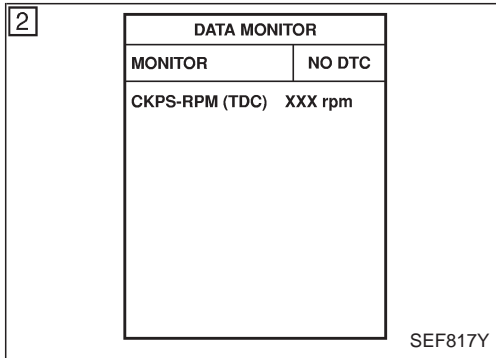 2
DATA MONITOR
MONITOR NO DTC
CKPS-RPM (TDC) XXX rpm
SEF817Y